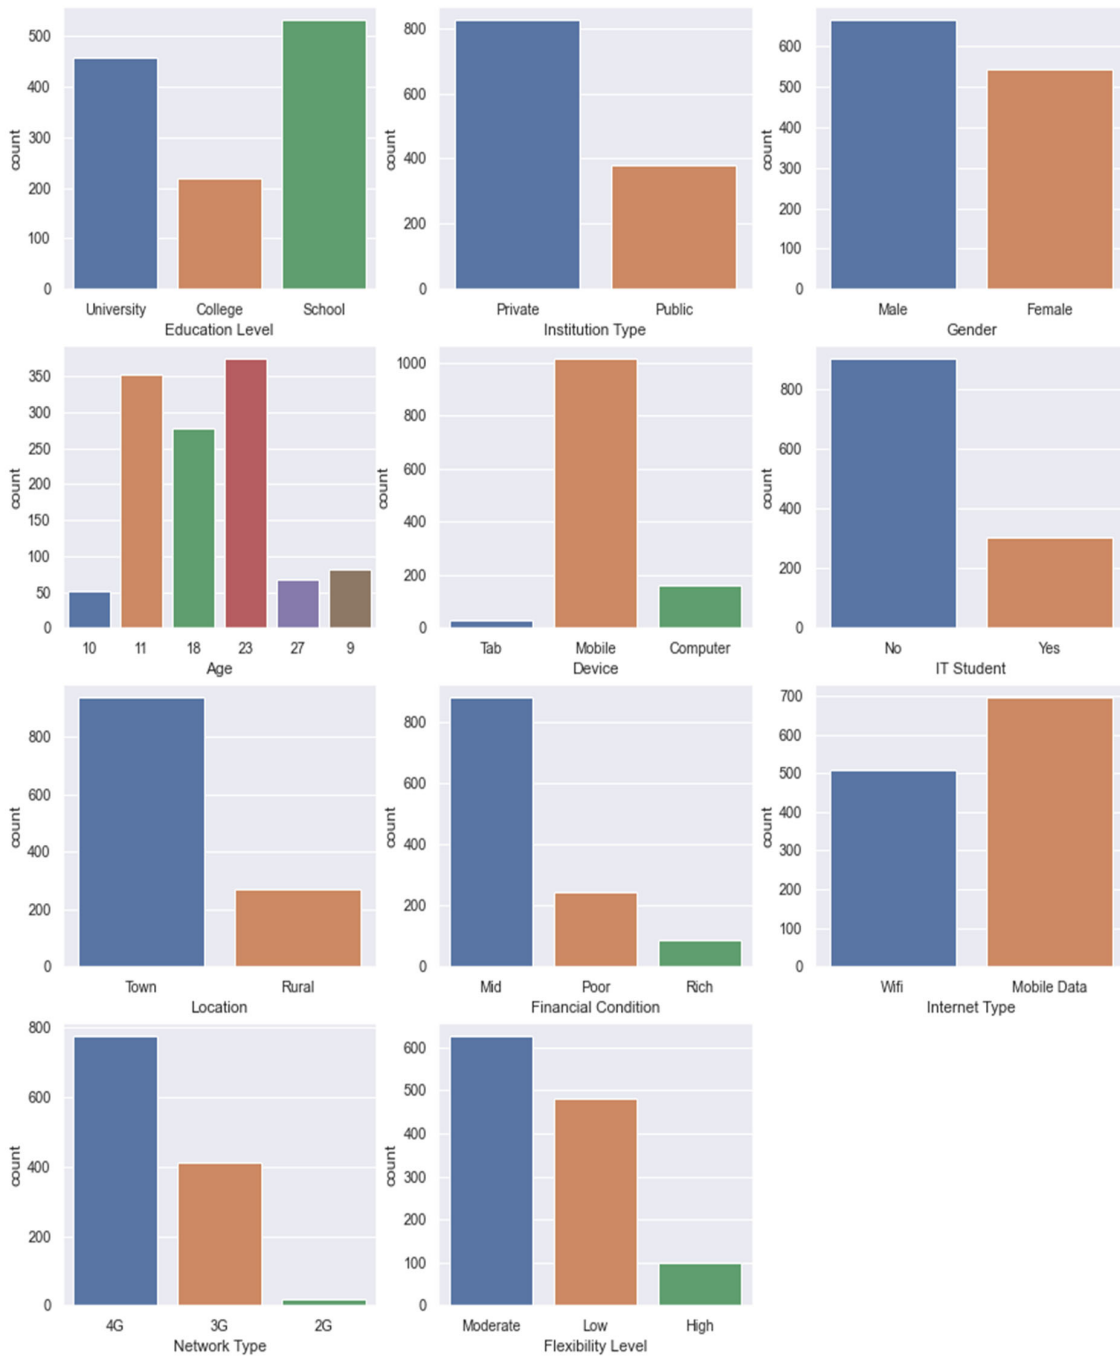 500
400
300
200
100
0
count
University College School
Education Level
800
600
400
200
0
count
Private Public
Institution Type
600
500
400
300
200
100
0
count
Male Female
Gender
350
300
250
200
150
100
50
0
count
10 11 18 23 27 9
Age
1000
800
600
400
200
0
count
Tab Mobile Computer
Device
800
600
400
200
0
count
No Yes
IT Student
800
600
400
200
0
count
Town Rural
Location
800
600
400
200
0
count
Mid Poor Rich
Financial Condition
700
600
500
400
300
200
100
0
count
Wifi Mobile Data
Internet Type
800
600
400
200
0
count
4G 3G 2G
Network Type
600
500
400
300
200
100
0
count
Moderate Low High
Flexibility Level